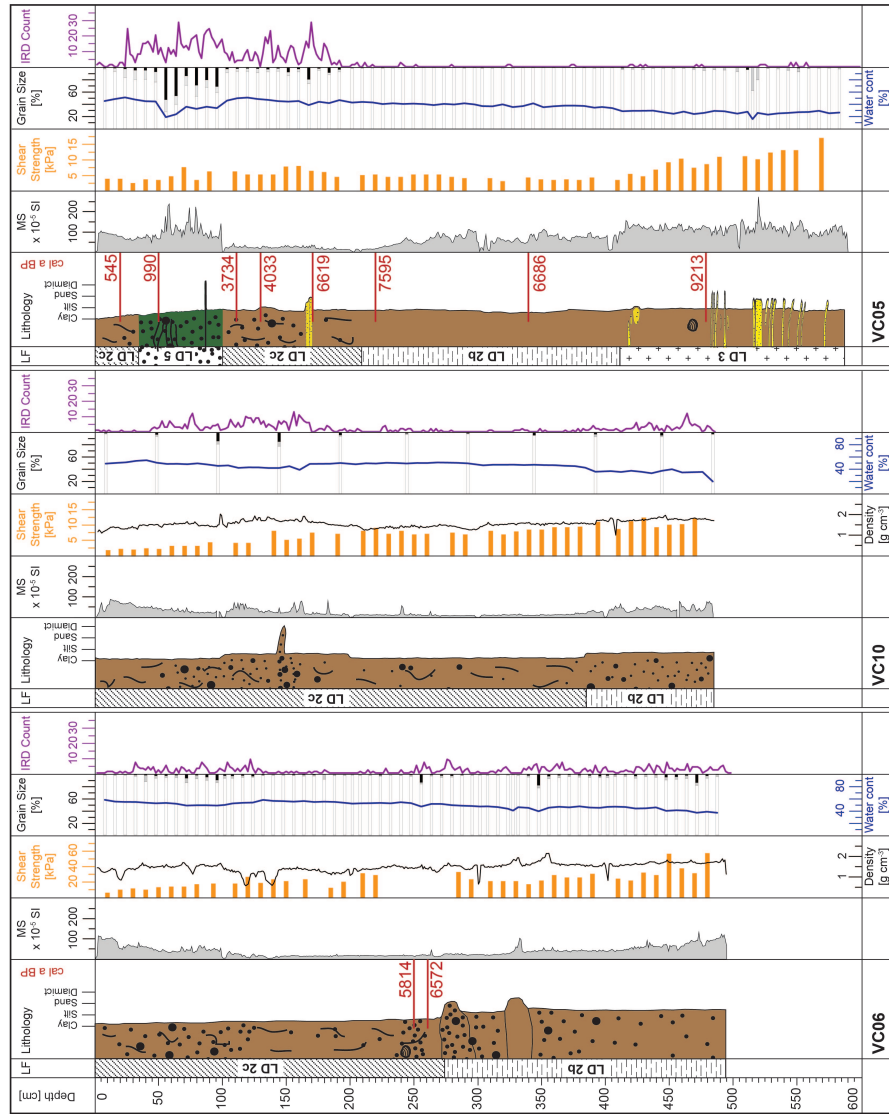 Depth [cm]
0
50
100
150
200
250
300
350
400
450
500
550
600
LF
LD 2c
LD 2b
Lithology
Clay
Silt
Sand
Diamict
cal a BP
5814
6572
MS
x 10⁻⁵ SI
100 200
Shear
Strength
[kPa]
20 40 60
Density
[g cm⁻³]
1 2
Grain Size
[%]
20 60
Water cont
[%]
40 80
IRD Count
10 20 30
VC06
LF
LD 2c
LD 2b
Lithology
Clay
Silt
Sand
Diamict
MS
x 10⁻⁵ SI
100 200
Shear
Strength
[kPa]
5 10 15
Density
[g cm⁻³]
1 2
Grain Size
[%]
20 60
Water cont
[%]
40 80
IRD Count
10 20 30
VC10
LF
LD 2c
LD 5
LD 2c
LD 2b
LD 3
Lithology
Clay
Silt
Sand
Diamict
cal a BP
545
990
3734
4033
6619
7595
6686
9213
MS
x 10⁻⁵ SI
100 200
Shear
Strength
[kPa]
5 10 15
Grain Size
[%]
20 60
Water cont
[%]
40 80
IRD Count
10 20 30
VC05